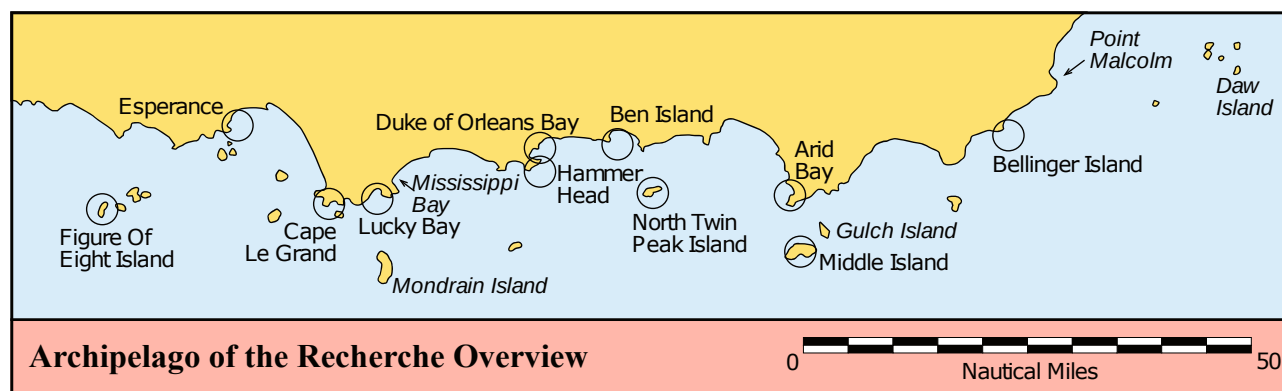 Point
Malcolm
Daw
Island
Esperance
Duke of Orleans Bay
Ben Island
Bellinger Island
Arid
Bay
Hammer
Head
Mississippi
Bay
Lucky Bay
Cape
Le Grand
Figure Of
Eight Island
North Twin
Peak Island
Gulch Island
Middle Island
Mondrain Island
Archipelago of the Recherche Overview
0
50
Nautical Miles